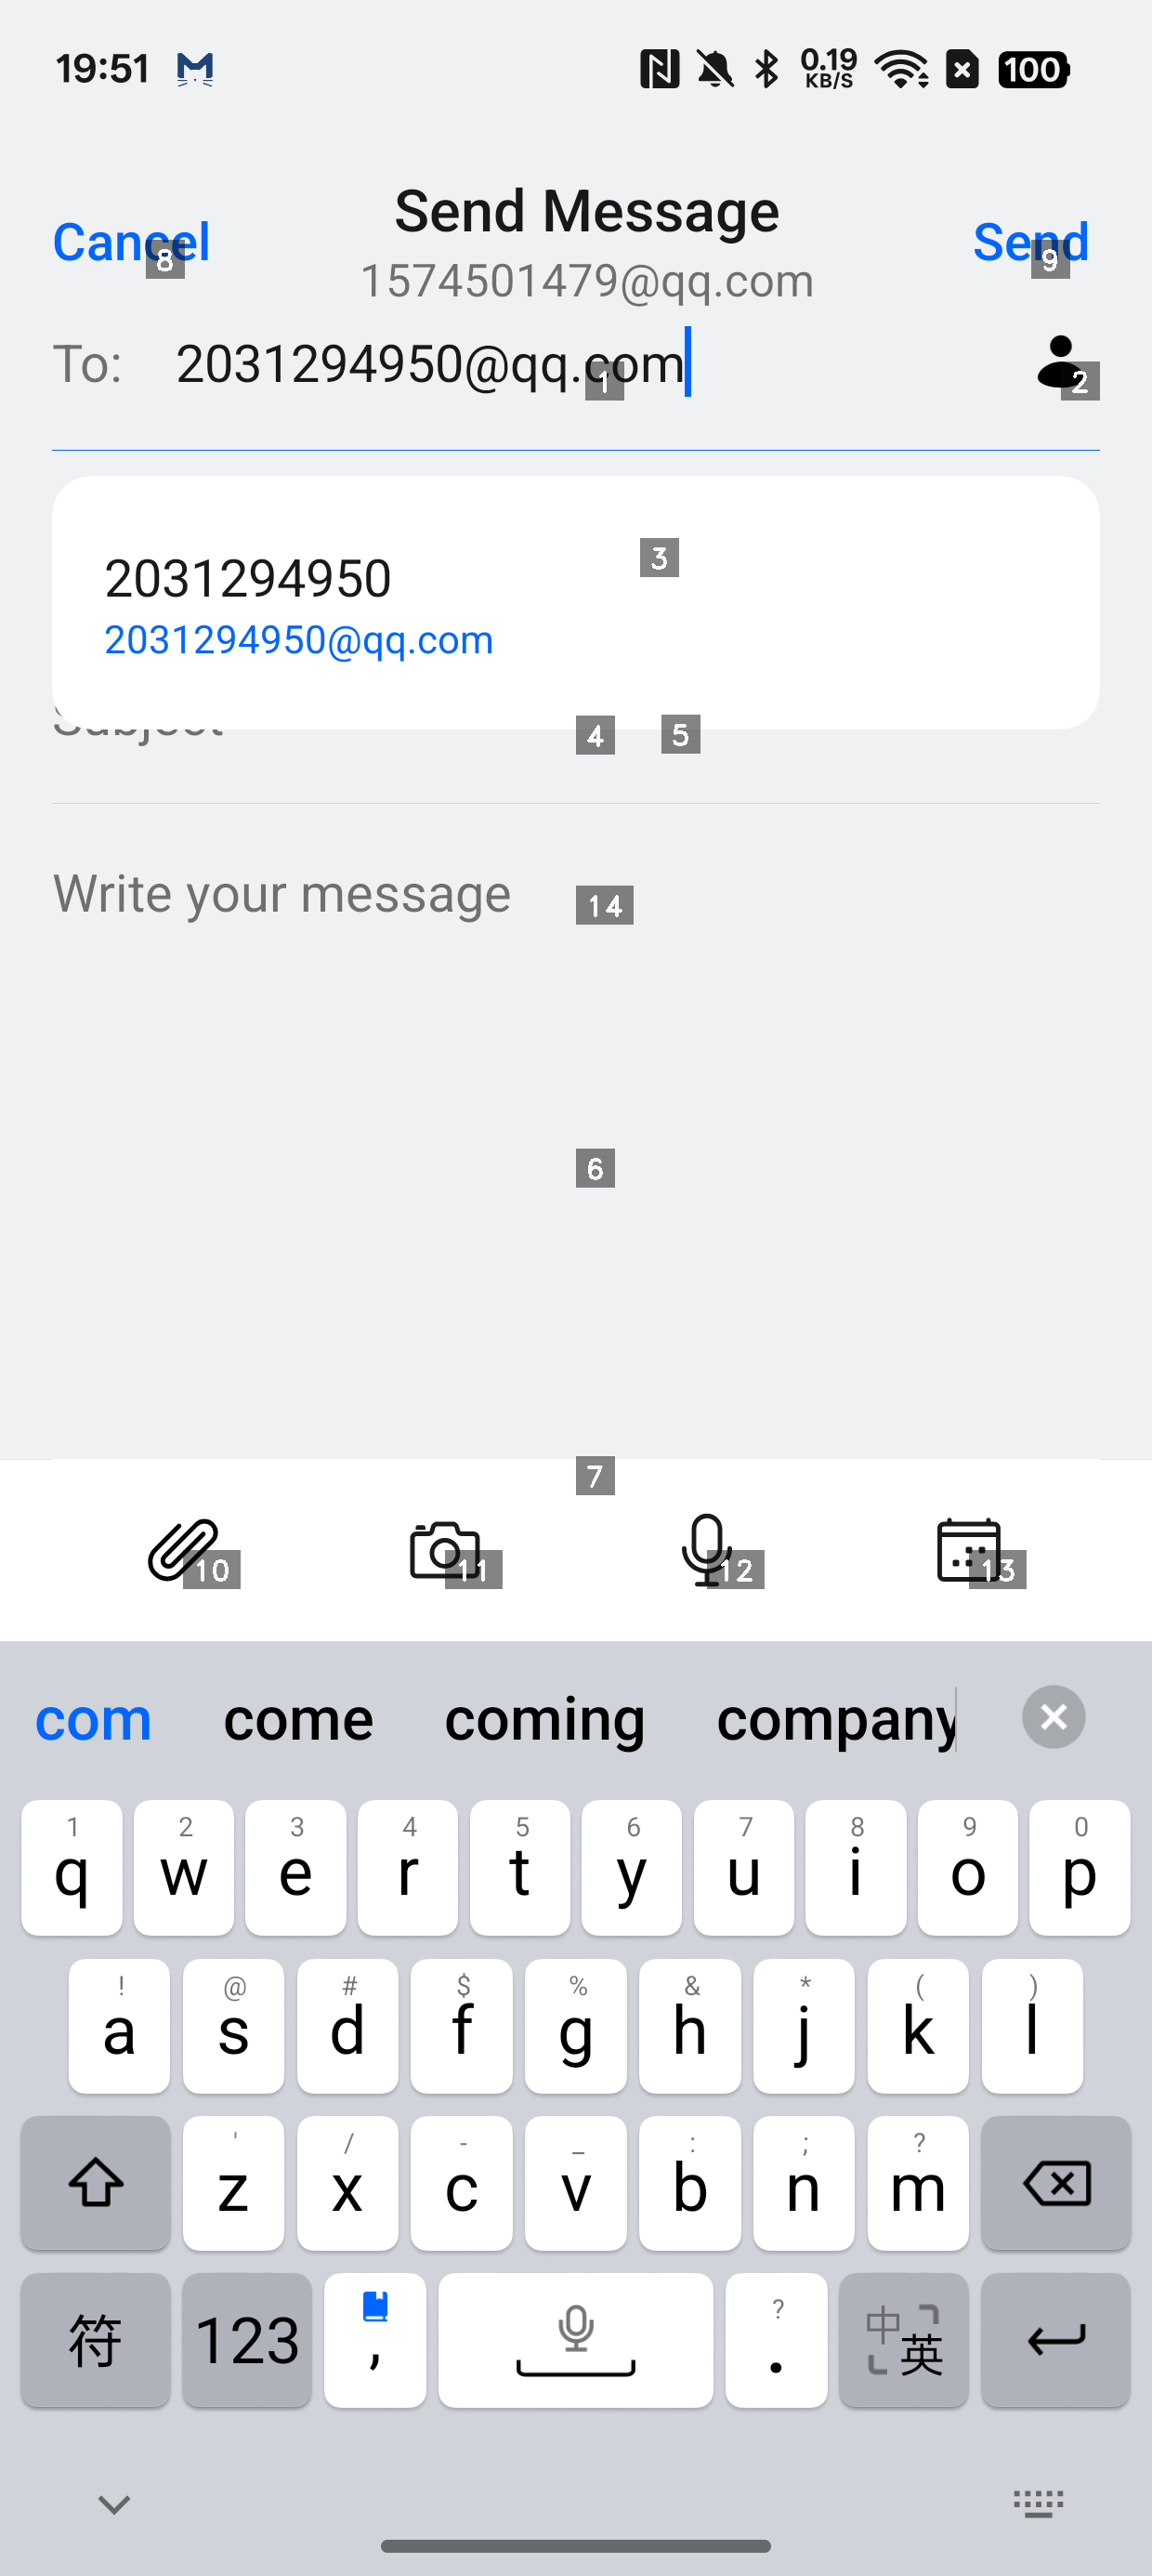 19:51 0.19 KB/S 100
Send Message
Cancel Send
8 9
1574501479@qq.com
To: 2031294950@qq.com
1 2
3
2031294950
2031294950@qq.com
Subject
4 5
Write your message
14
6
7
10 11 12 13
com come coming company
1 2 3 4 5 6 7 8 9 0
q w e r t y u i o p
! @ # $ % & * ( )
a s d f g h j k l
' / - _ : ; ?
z x c v b n m
?
符 123 , . 中 英